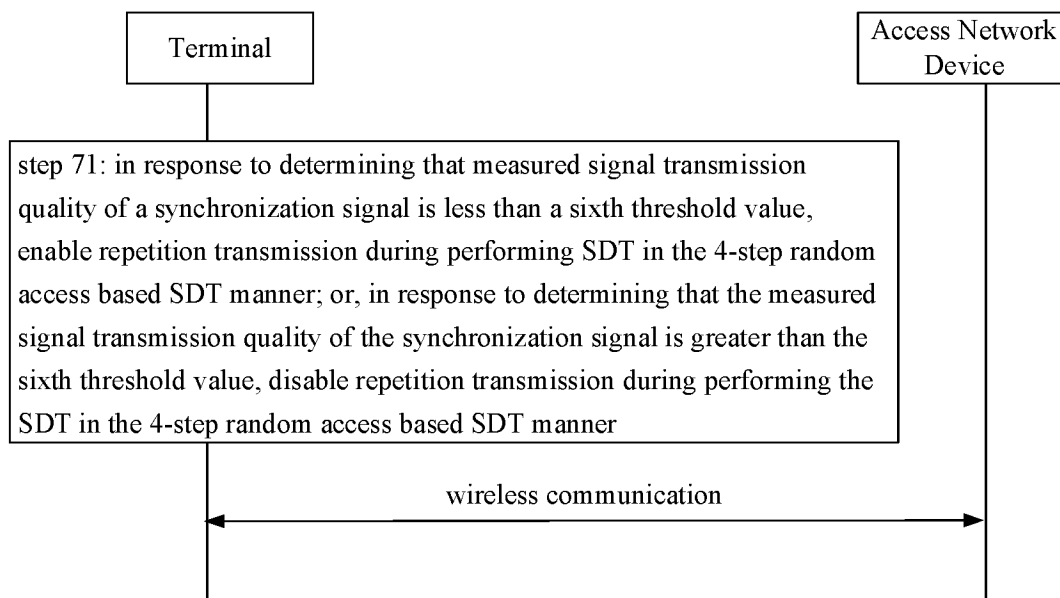 Terminal
Access Network
Device
step 71: in response to determining that measured signal transmission
quality of a synchronization signal is less than a sixth threshold value,
enable repetition transmission during performing SDT in the 4-step random
access based SDT manner; or, in response to determining that the measured
signal transmission quality of the synchronization signal is greater than the
sixth threshold value, disable repetition transmission during performing the
SDT in the 4-step random access based SDT manner
wireless communication